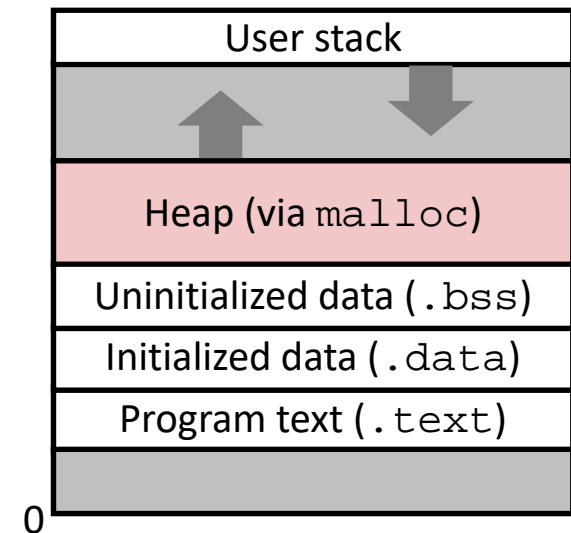 User stack
Heap (via malloc)
Uninitialized data (.bss)
Initialized data (.data)
Program text (.text)
0